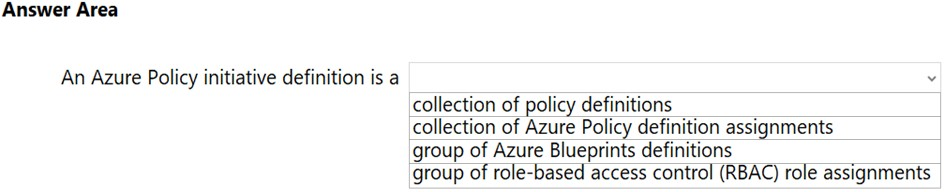 Answer Area
An Azure Policy initiative definition is a
collection of policy definitions
collection of Azure Policy definition assignments
group of Azure Blueprints definitions
group of role-based access control (RBAC) role assignments